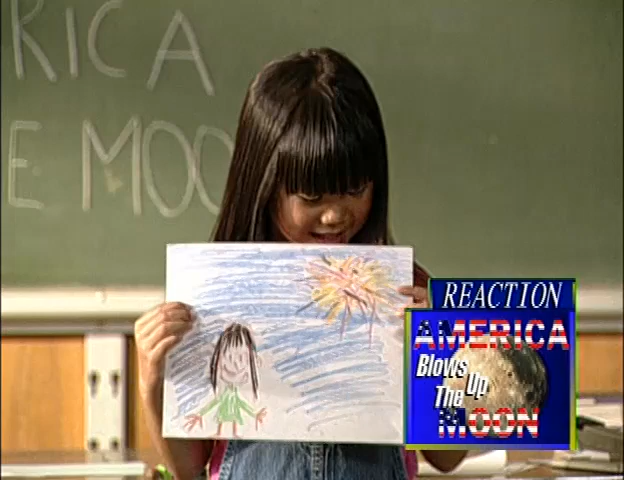 RICA
E MOO
REACTION
AMERICA
Blows
Up
The
MOON